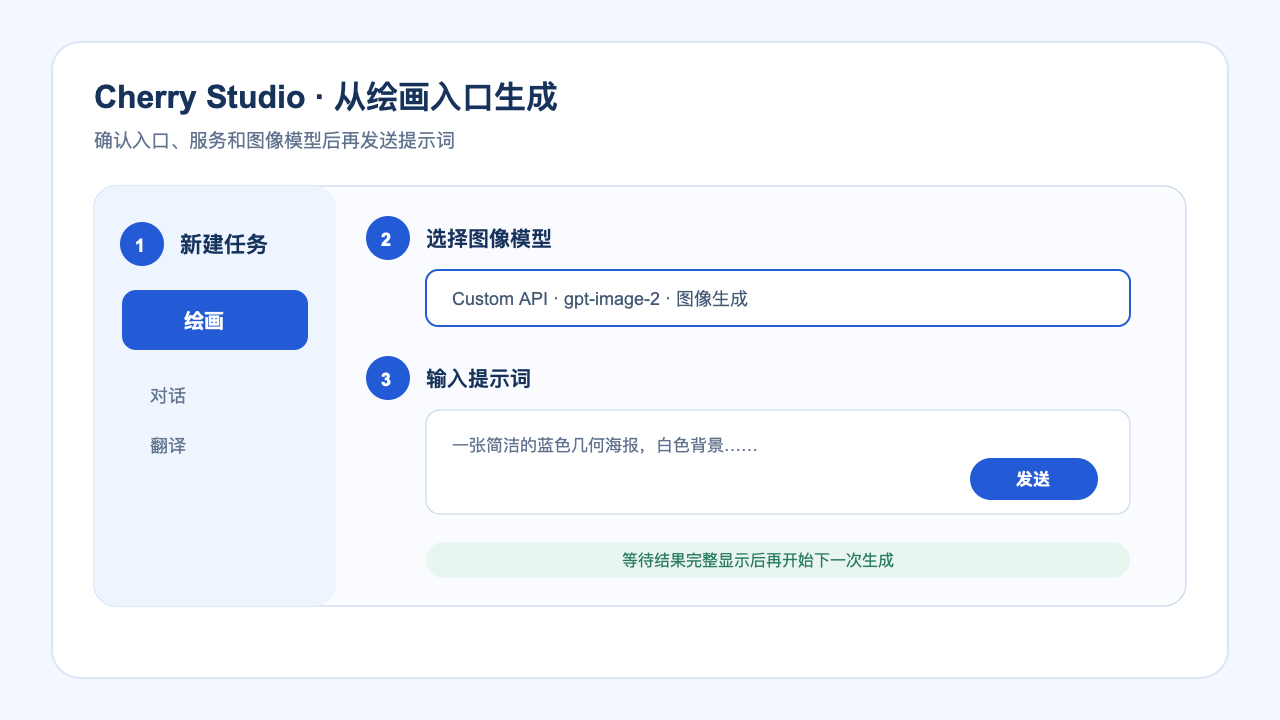 Cherry Studio · 从绘画入口生成
确认入口、服务和图像模型后再发送提示词
1 新建任务
绘画
对话
翻译
2 选择图像模型
Custom API · gpt-image-2 · 图像生成
3 输入提示词
一张简洁的蓝色几何海报，白色背景……
发送
等待结果完整显示后再开始下一次生成